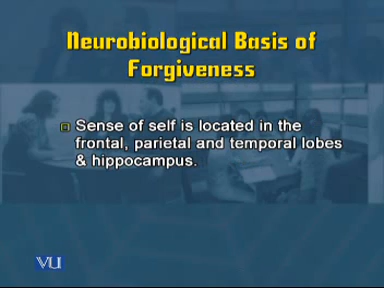 Neurobiological Basis of
Forgiveness
Sense of self is located in the
frontal, parietal and temporal lobes
& hippocampus.
VU